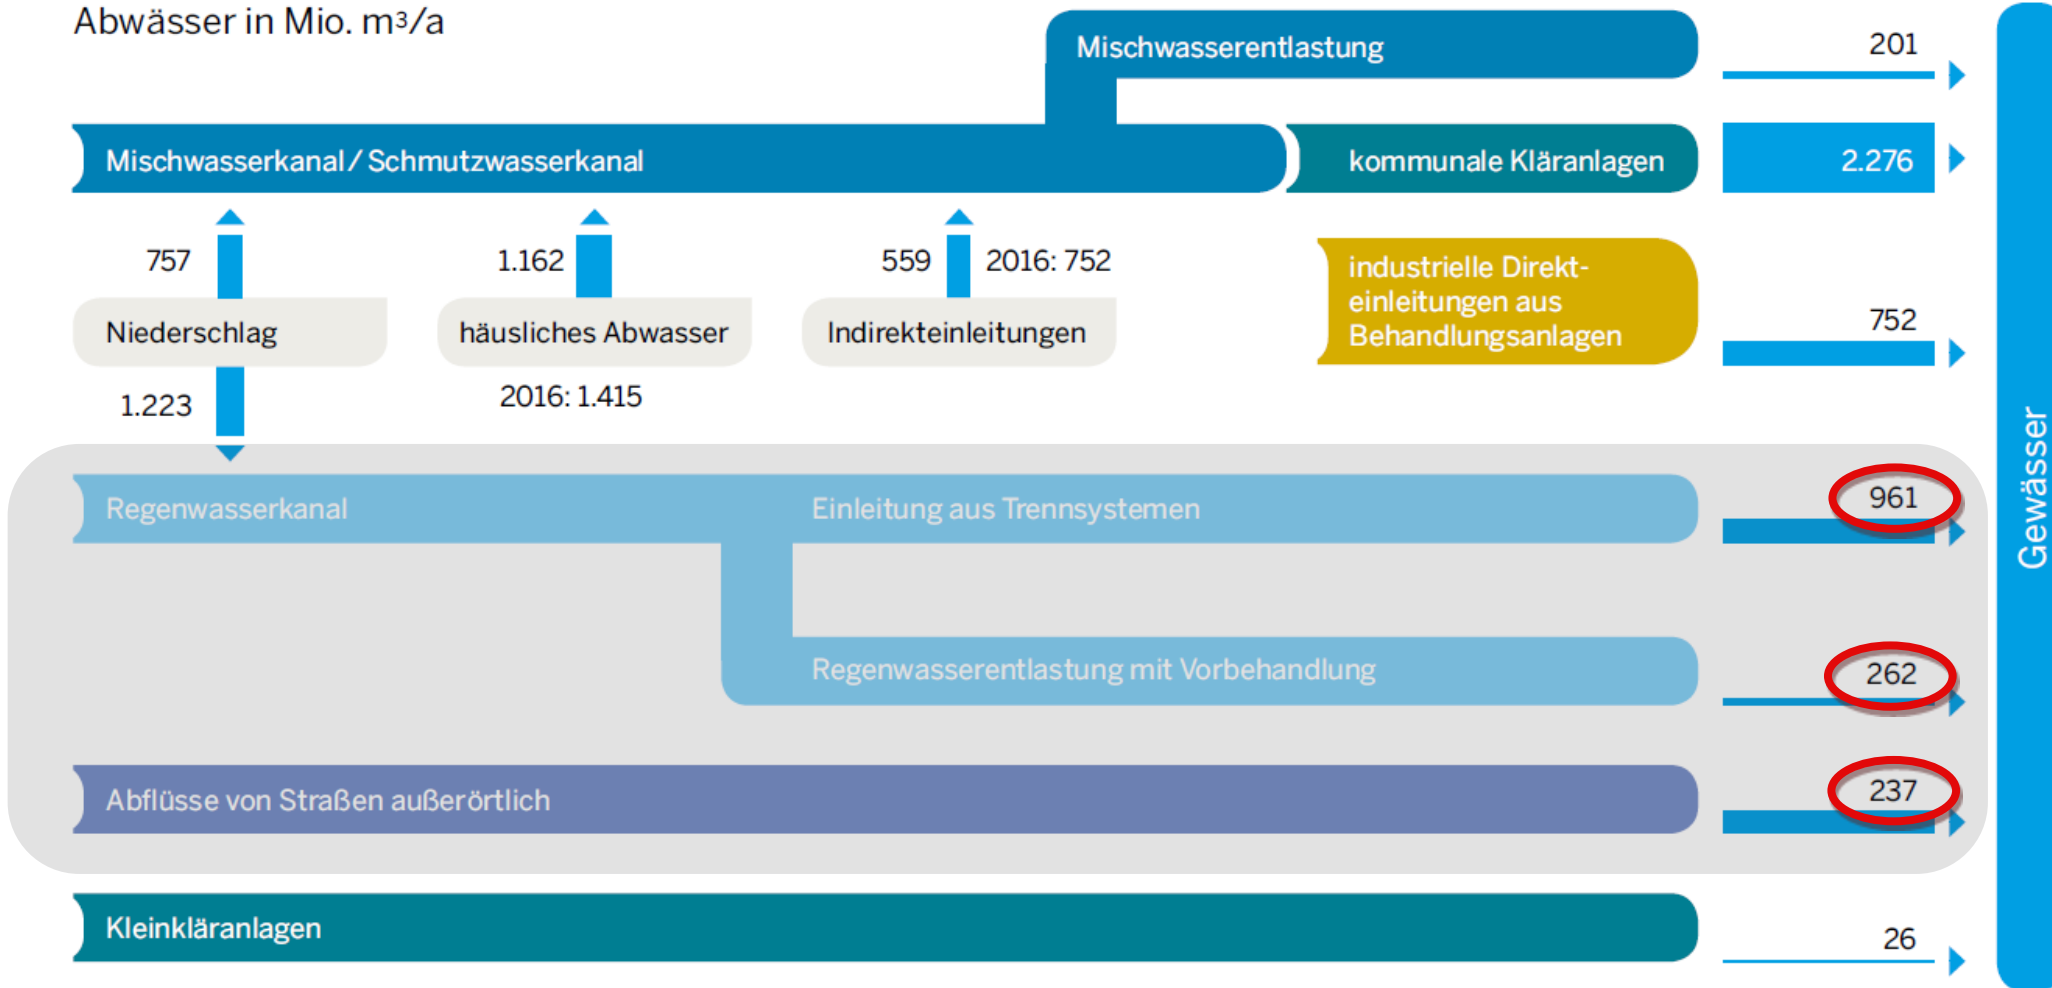 Abwässer in Mio. m³/a
Mischwasserentlastung
201
Mischwasserkanal / Schmutzwasserkanal
kommunale Kläranlagen
2.276
757
1.162
559
2016: 752
industrielle Direkt-
einleitungen aus
Behandlungsanlagen
752
Niederschlag
häusliches Abwasser
Indirekteinleitungen
1.223
2016: 1.415
Gewässer
Regenwasserkanal
Einleitung aus Trennsystemen
961
Regenwasserentlastung mit Vorbehandlung
262
Abflüsse von Straßen außerörtlich
237
Kleinkläranlagen
26